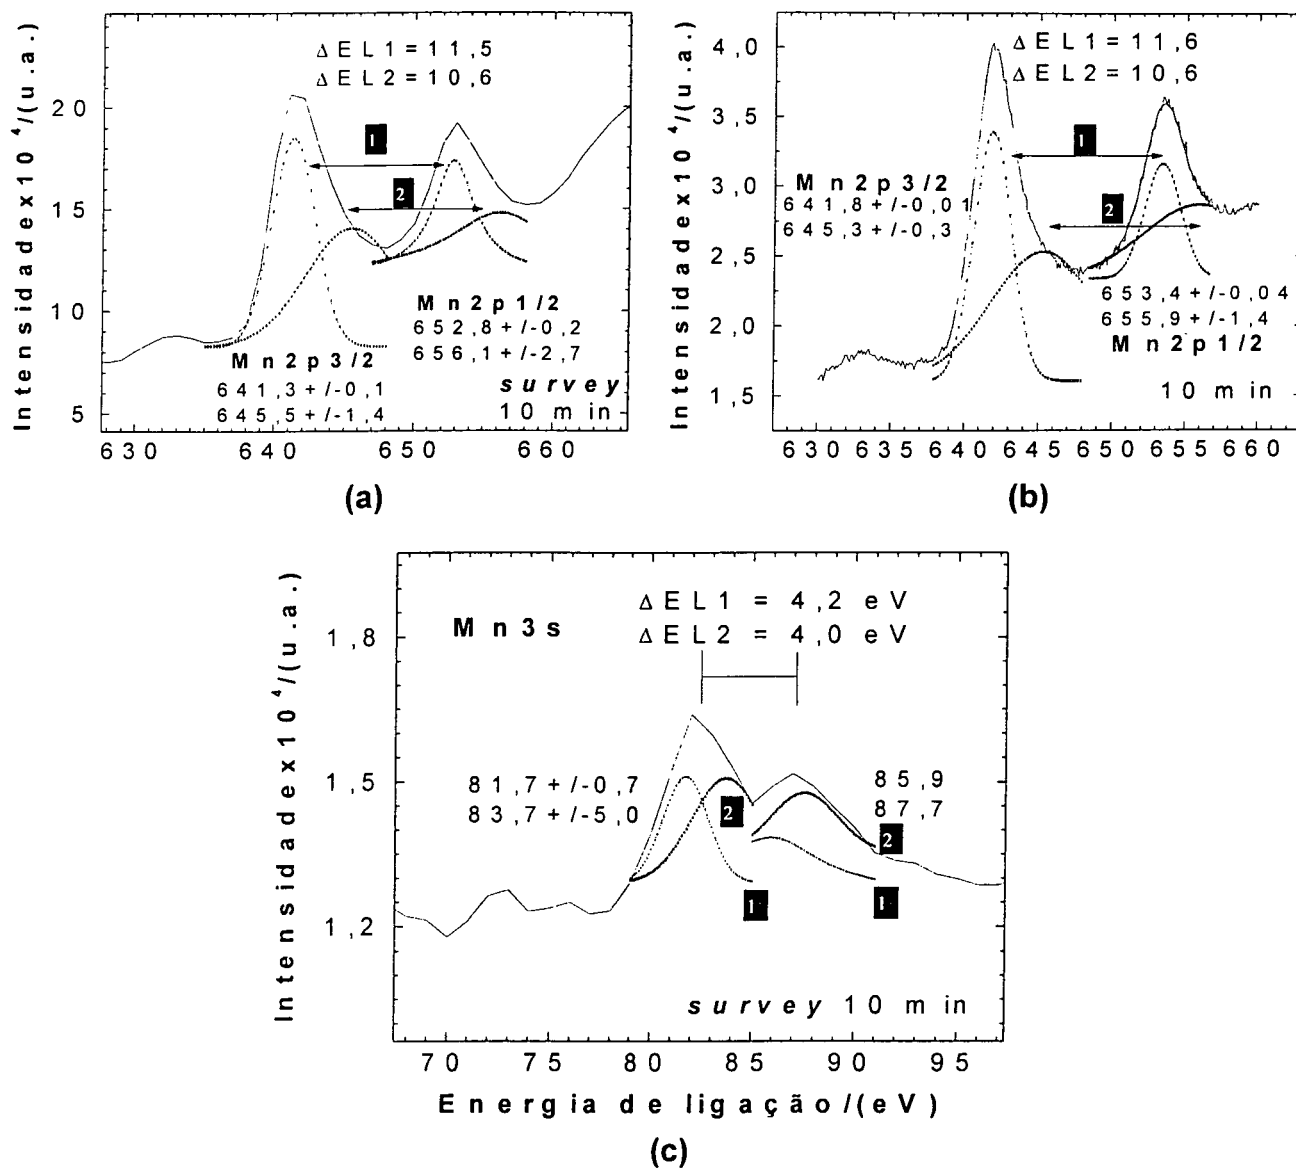 Intensidadex10^4/(u.a.)
20
15
10
5
ΔEL1=11,5
ΔEL2=10,6
1
2
Mn2p1/2
652,8+/-0,2
656,1+/-2,7
Mn2p3/2
641,3+/-0,1
645,5+/-1,4
survey
10 min
630 640 650 660
(a)
Intensidadex10^4/(u.a.)
4,0
3,5
3,0
2,5
2,0
1,5
ΔEL1=11,6
ΔEL2=10,6
1
Mn2p3/2
641,8+/-0,01
645,3+/-0,3
2
653,4+/-0,04
655,9+/-1,4
Mn2p1/2
10 min
630 635 640 645 650 655 660
(b)
Intensidadex10^4/(u.a.)
1,8
1,5
1,2
Mn3s
ΔEL1 = 4,2 eV
ΔEL2 = 4,0 eV
81,7+/-0,7
83,7+/-5,0
85,9
87,7
2
2
1
1
survey 10 min
70 75 80 85 90 95
Energia de ligação/(eV)
(c)